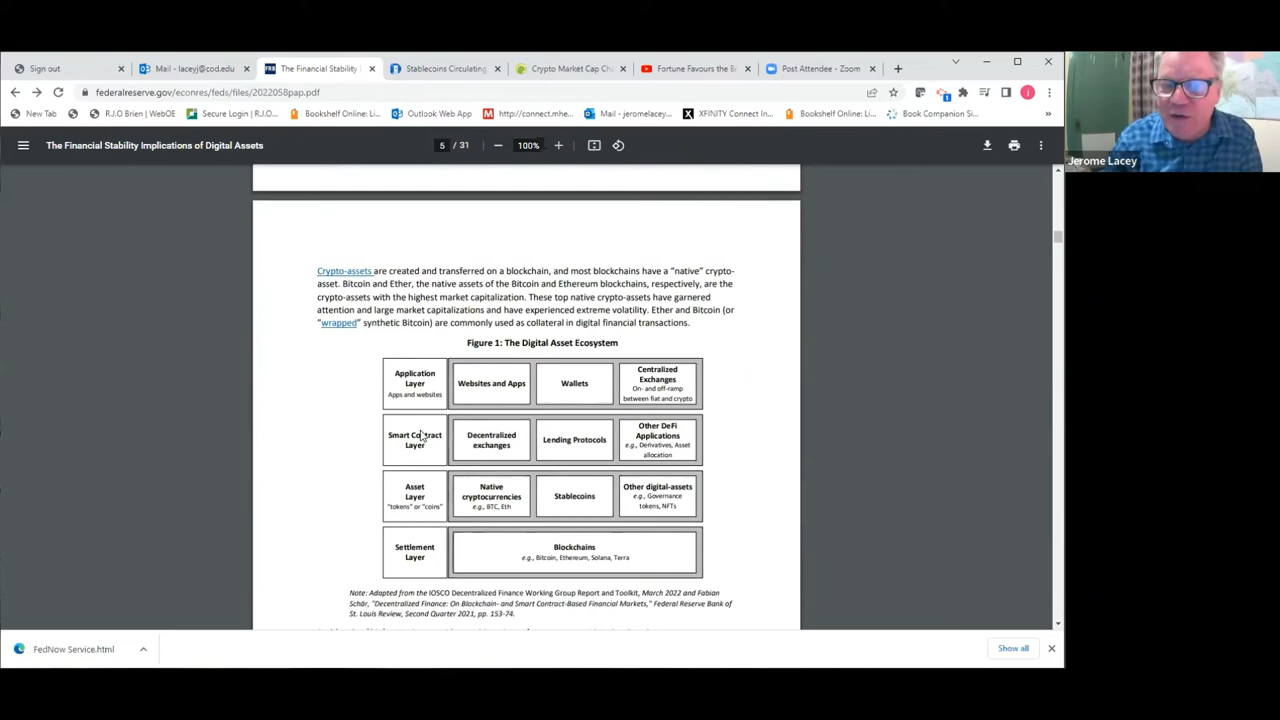 Sign out
Mail - laceyj@cod.edu
The Financial Stability
Stablecoins Circulating
Crypto Market Cap Ch
Fortune Favours the Br
Post Attendee - Zoom
federalreserve.gov/econres/feds/files/2022058pap.pdf
New Tab
R.J.O Brien | WebOE
Secure Login | R.J.O...
Bookshelf Online: Li...
Outlook Web App
http://connect.mhe...
Mail - jeromelacey...
XFINITY Connect In...
Bookshelf Online: Li...
Book Companion Si...
The Financial Stability Implications of Digital Assets
5 / 31
100%
Jerome Lacey
Crypto-assets are created and transferred on a blockchain, and most blockchains have a “native” crypto-
asset. Bitcoin and Ether, the native assets of the Bitcoin and Ethereum blockchains, respectively, are the
crypto-assets with the highest market capitalization. These top native crypto-assets have garnered
attention and large market capitalizations and have experienced extreme volatility. Ether and Bitcoin (or
“wrapped” synthetic Bitcoin) are commonly used as collateral in digital financial transactions.
Figure 1: The Digital Asset Ecosystem
Application
Layer
Apps and websites
Websites and Apps
Wallets
Centralized
Exchanges
On- and off-ramp
between fiat and crypto
Smart Contract
Layer
Decentralized
exchanges
Lending Protocols
Other DeFi
Applications
e.g., Derivatives, Asset
allocation
Asset
Layer
“tokens” or “coins”
Native
cryptocurrencies
e.g., BTC, Eth
Stablecoins
Other digital-assets
e.g., Governance
tokens, NFTs
Settlement
Layer
Blockchains
e.g., Bitcoin, Ethereum, Solana, Terra
Note: Adapted from the IOSCO Decentralized Finance Working Group Report and Toolkit, March 2022 and Fabian
Schär, "Decentralized Finance: On Blockchain- and Smart Contract-Based Financial Markets," Federal Reserve Bank of
St. Louis Review, Second Quarter 2021, pp. 153-74.
FedNow Service.html
Show all